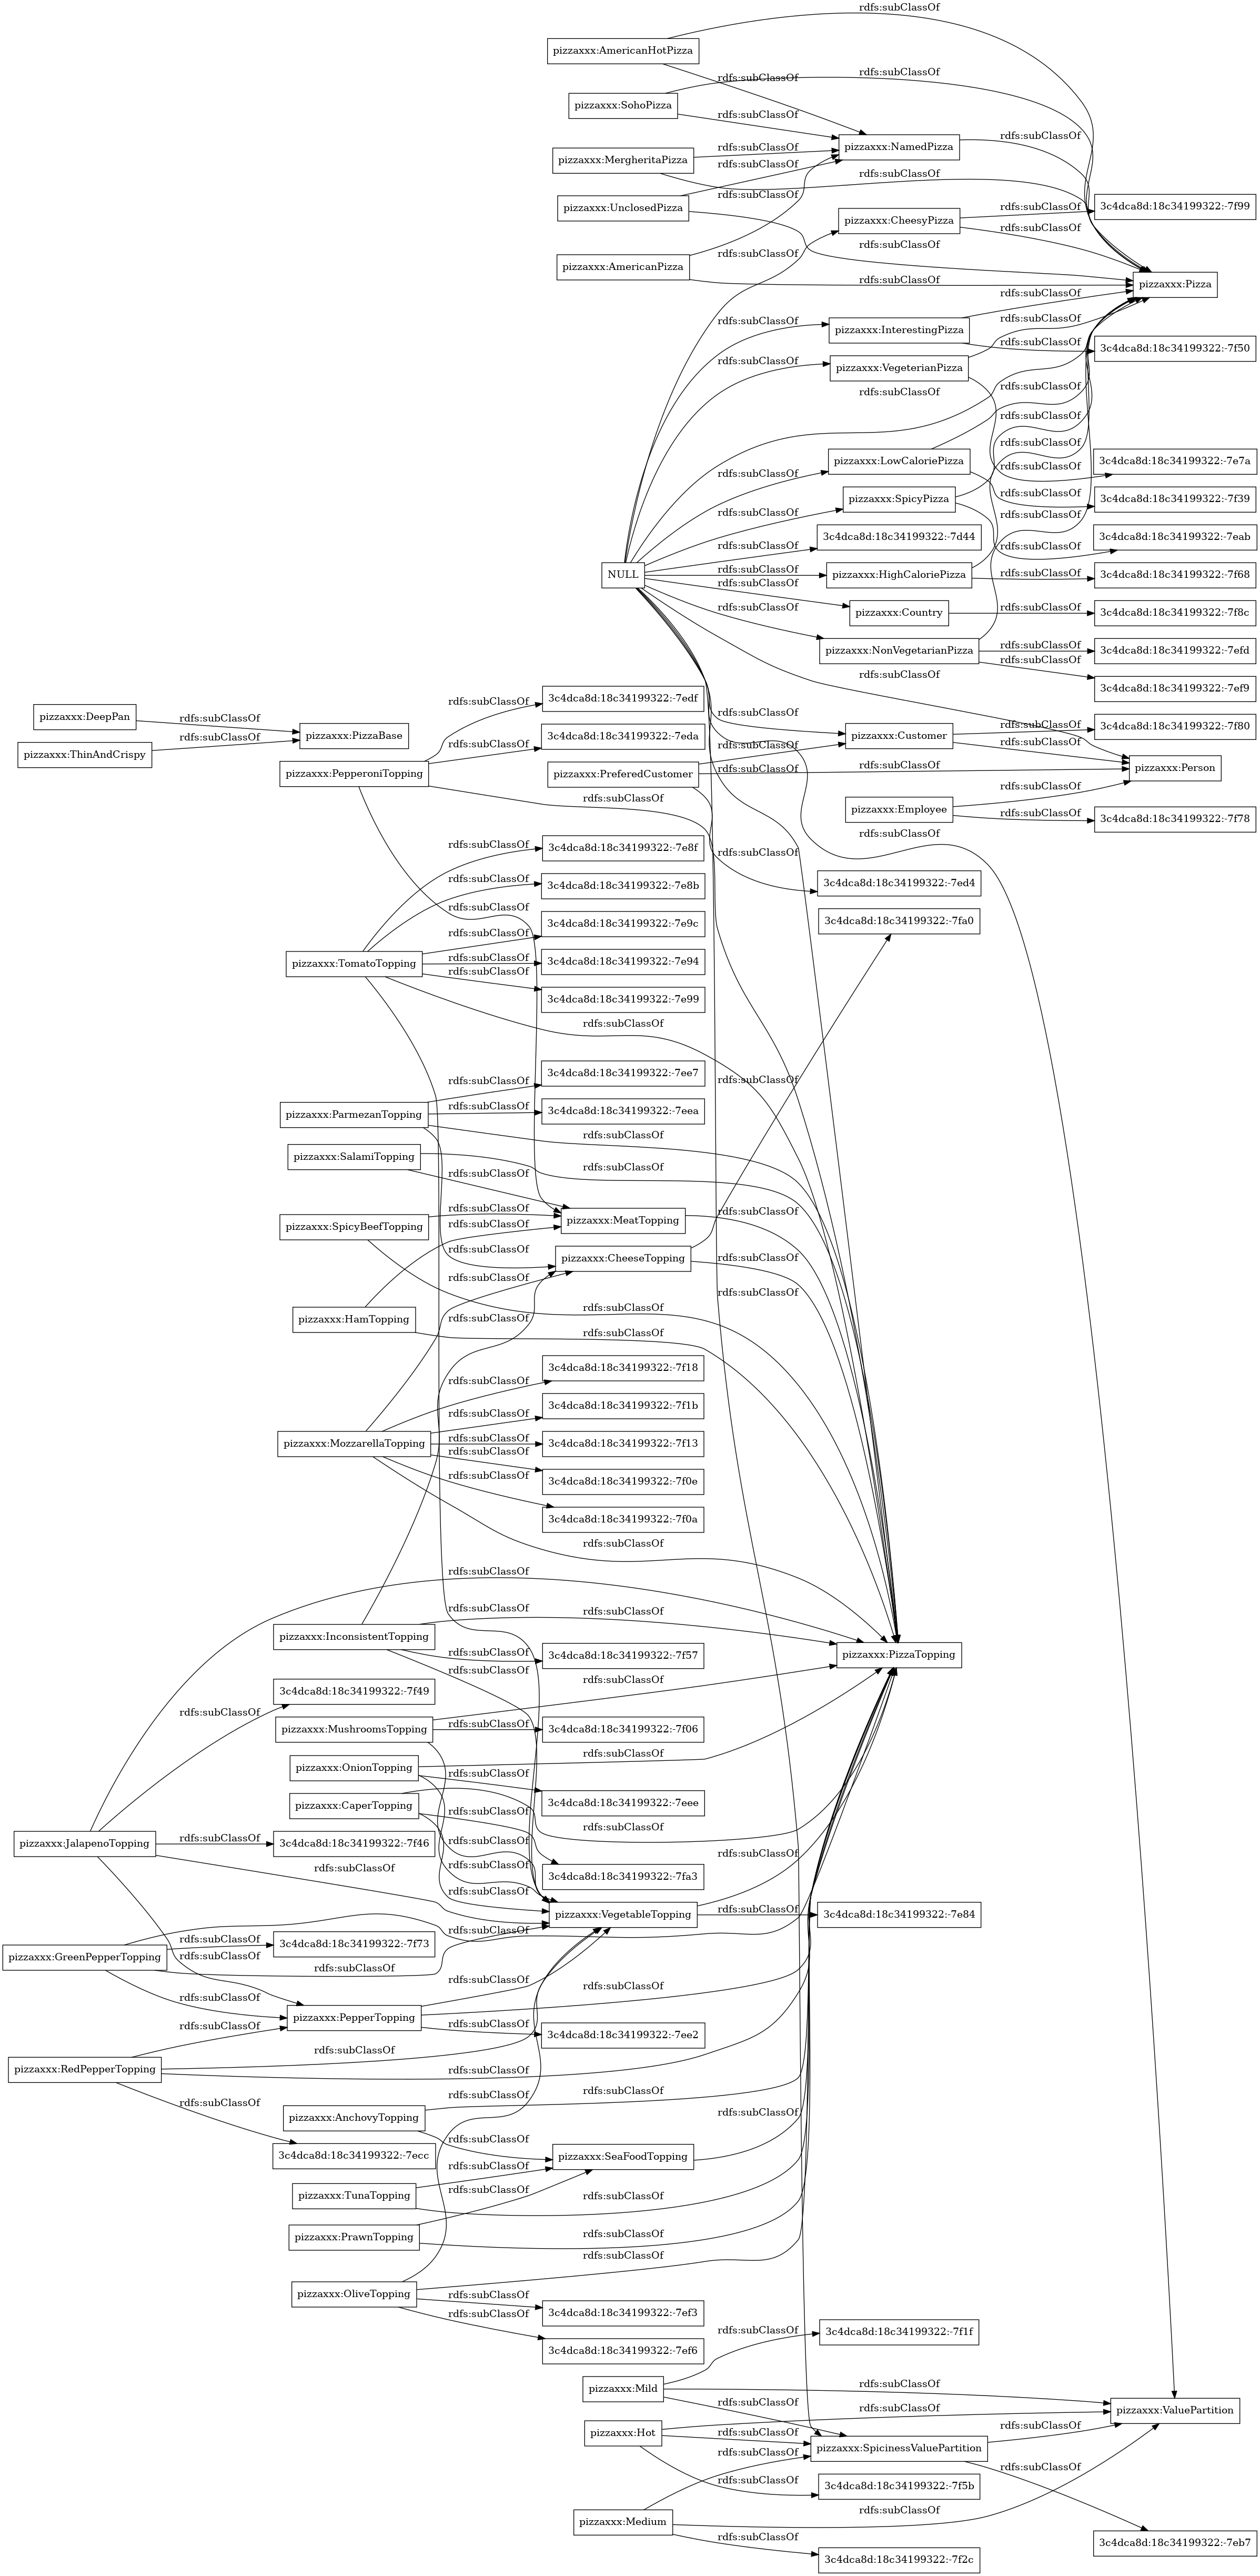 rdfs:subClassOf
pizzaxxx:AmericanHotPizza
rdfs:subClassOf
rdfs:subClassOf
pizzaxxx:SohoPizza
rdfs:subClassOf
rdfs:subClassOf
pizzaxxx:NamedPizza
rdfs:subClassOf
pizzaxxx:MergheritaPizza
rdfs:subClassOf
rdfs:subClassOf
rdfs:subClassOf
pizzaxxx:UnclosedPizza
pizzaxxx:CheesyPizza
rdfs:subClassOf
3c4dca8d:18c34199322:-7f99
rdfs:subClassOf
rdfs:subClassOf
rdfs:subClassOf
pizzaxxx:AmericanPizza
rdfs:subClassOf
pizzaxxx:Pizza
rdfs:subClassOf
rdfs:subClassOf
pizzaxxx:InterestingPizza
rdfs:subClassOf
rdfs:subClassOf
3c4dca8d:18c34199322:-7f50
rdfs:subClassOf
pizzaxxx:VegeterianPizza
rdfs:subClassOf
rdfs:subClassOf
rdfs:subClassOf
rdfs:subClassOf
pizzaxxx:LowCaloriePizza
rdfs:subClassOf
3c4dca8d:18c34199322:-7e7a
rdfs:subClassOf
rdfs:subClassOf
pizzaxxx:SpicyPizza
rdfs:subClassOf
3c4dca8d:18c34199322:-7f39
rdfs:subClassOf
3c4dca8d:18c34199322:-7d44
rdfs:subClassOf
3c4dca8d:18c34199322:-7eab
rdfs:subClassOf
NULL
rdfs:subClassOf
pizzaxxx:HighCaloriePizza
rdfs:subClassOf
3c4dca8d:18c34199322:-7f68
rdfs:subClassOf
pizzaxxx:Country
rdfs:subClassOf
3c4dca8d:18c34199322:-7f8c
rdfs:subClassOf
pizzaxxx:NonVegetarianPizza
rdfs:subClassOf
3c4dca8d:18c34199322:-7efd
rdfs:subClassOf
3c4dca8d:18c34199322:-7ef9
rdfs:subClassOf
pizzaxxx:DeepPan
rdfs:subClassOf
pizzaxxx:PizzaBase
rdfs:subClassOf
3c4dca8d:18c34199322:-7edf
rdfs:subClassOf
pizzaxxx:Customer
rdfs:subClassOf
3c4dca8d:18c34199322:-7f80
pizzaxxx:ThinAndCrispy
rdfs:subClassOf
rdfs:subClassOf
3c4dca8d:18c34199322:-7eda
rdfs:subClassOf
rdfs:subClassOf
pizzaxxx:PepperoniTopping
rdfs:subClassOf
pizzaxxx:PreferedCustomer
rdfs:subClassOf
rdfs:subClassOf
pizzaxxx:Person
rdfs:subClassOf
pizzaxxx:Employee
rdfs:subClassOf
3c4dca8d:18c34199322:-7f78
rdfs:subClassOf
rdfs:subClassOf
3c4dca8d:18c34199322:-7e8f
rdfs:subClassOf
rdfs:subClassOf
3c4dca8d:18c34199322:-7e8b
3c4dca8d:18c34199322:-7ed4
rdfs:subClassOf
rdfs:subClassOf
3c4dca8d:18c34199322:-7e9c
3c4dca8d:18c34199322:-7fa0
pizzaxxx:TomatoTopping
rdfs:subClassOf
3c4dca8d:18c34199322:-7e94
rdfs:subClassOf
3c4dca8d:18c34199322:-7e99
rdfs:subClassOf
rdfs:subClassOf
3c4dca8d:18c34199322:-7ee7
rdfs:subClassOf
pizzaxxx:ParmezanTopping
rdfs:subClassOf
3c4dca8d:18c34199322:-7eea
rdfs:subClassOf
pizzaxxx:SalamiTopping
rdfs:subClassOf
rdfs:subClassOf
pizzaxxx:SpicyBeefTopping
rdfs:subClassOf
rdfs:subClassOf
pizzaxxx:MeatTopping
rdfs:subClassOf
rdfs:subClassOf
pizzaxxx:CheeseTopping
rdfs:subClassOf
rdfs:subClassOf
rdfs:subClassOf
pizzaxxx:HamTopping
rdfs:subClassOf
rdfs:subClassOf
rdfs:subClassOf
rdfs:subClassOf
3c4dca8d:18c34199322:-7f18
rdfs:subClassOf
3c4dca8d:18c34199322:-7f1b
pizzaxxx:MozzarellaTopping
rdfs:subClassOf
3c4dca8d:18c34199322:-7f13
rdfs:subClassOf
3c4dca8d:18c34199322:-7f0e
rdfs:subClassOf
3c4dca8d:18c34199322:-7f0a
rdfs:subClassOf
rdfs:subClassOf
rdfs:subClassOf
rdfs:subClassOf
pizzaxxx:InconsistentTopping
rdfs:subClassOf
3c4dca8d:18c34199322:-7f57
pizzaxxx:PizzaTopping
rdfs:subClassOf
rdfs:subClassOf
3c4dca8d:18c34199322:-7f49
rdfs:subClassOf
pizzaxxx:MushroomsTopping
rdfs:subClassOf
3c4dca8d:18c34199322:-7f06
rdfs:subClassOf
pizzaxxx:OnionTopping
rdfs:subClassOf
3c4dca8d:18c34199322:-7eee
pizzaxxx:CaperTopping
rdfs:subClassOf
rdfs:subClassOf
pizzaxxx:JalapenoTopping
rdfs:subClassOf
3c4dca8d:18c34199322:-7f46
rdfs:subClassOf
rdfs:subClassOf
rdfs:subClassOf
rdfs:subClassOf
3c4dca8d:18c34199322:-7fa3
rdfs:subClassOf
pizzaxxx:VegetableTopping
rdfs:subClassOf
3c4dca8d:18c34199322:-7e84
rdfs:subClassOf
pizzaxxx:GreenPepperTopping
rdfs:subClassOf
3c4dca8d:18c34199322:-7f73
rdfs:subClassOf
rdfs:subClassOf
rdfs:subClassOf
rdfs:subClassOf
rdfs:subClassOf
pizzaxxx:PepperTopping
rdfs:subClassOf
rdfs:subClassOf
3c4dca8d:18c34199322:-7ee2
rdfs:subClassOf
pizzaxxx:RedPepperTopping
rdfs:subClassOf
rdfs:subClassOf
rdfs:subClassOf
rdfs:subClassOf
pizzaxxx:AnchovyTopping
rdfs:subClassOf
rdfs:subClassOf
3c4dca8d:18c34199322:-7ecc
pizzaxxx:SeaFoodTopping
rdfs:subClassOf
pizzaxxx:TunaTopping
rdfs:subClassOf
rdfs:subClassOf
pizzaxxx:PrawnTopping
rdfs:subClassOf
rdfs:subClassOf
pizzaxxx:OliveTopping
rdfs:subClassOf
3c4dca8d:18c34199322:-7ef3
rdfs:subClassOf
3c4dca8d:18c34199322:-7ef6
rdfs:subClassOf
3c4dca8d:18c34199322:-7f1f
pizzaxxx:Mild
rdfs:subClassOf
rdfs:subClassOf
rdfs:subClassOf
pizzaxxx:ValuePartition
pizzaxxx:Hot
rdfs:subClassOf
rdfs:subClassOf
pizzaxxx:SpicinessValuePartition
rdfs:subClassOf
rdfs:subClassOf
rdfs:subClassOf
3c4dca8d:18c34199322:-7f5b
pizzaxxx:Medium
rdfs:subClassOf
rdfs:subClassOf
3c4dca8d:18c34199322:-7eb7
3c4dca8d:18c34199322:-7f2c